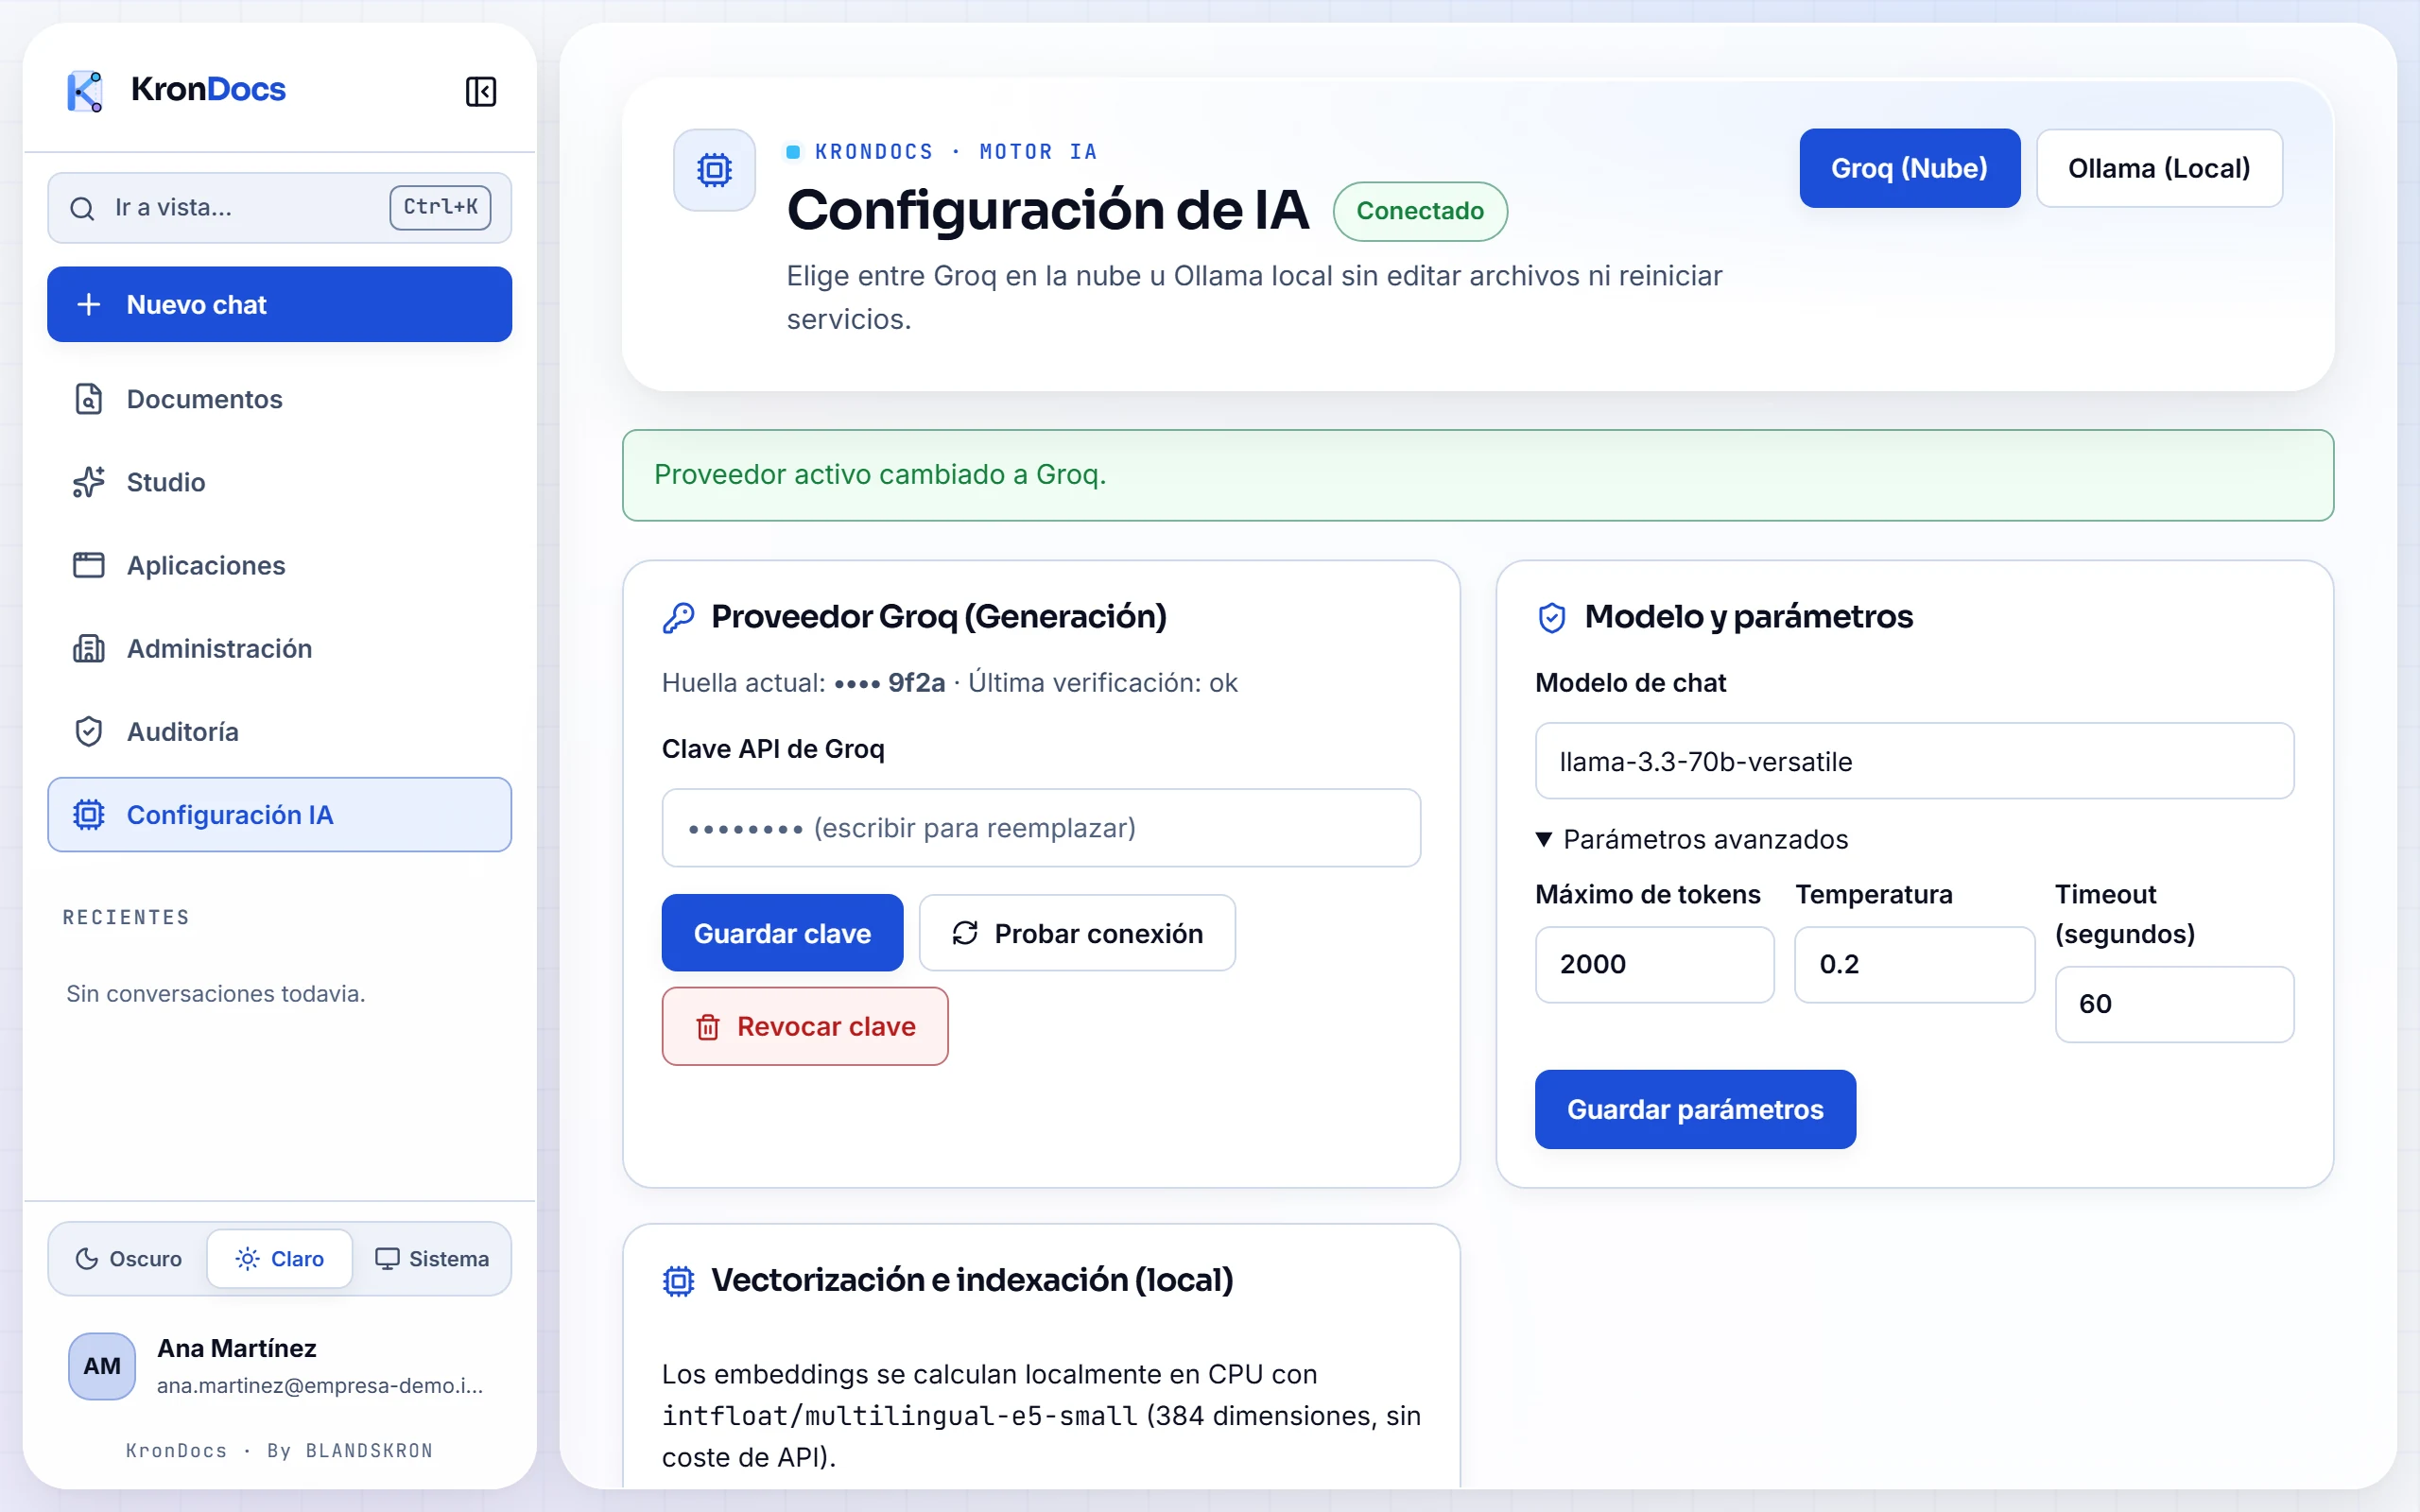 KronDocs
Ir a vista...
Ctrl+K
Nuevo chat
Documentos
Studio
Aplicaciones
Administración
Auditoría
Configuración IA
RECIENTES
Sin conversaciones todavia.
Oscuro
Claro
Sistema
AM
Ana Martínez
ana.martinez@empresa-demo.i...
KronDocs · By BLANDSKRON
KRONDOCS · MOTOR IA
Configuración de IA
Conectado
Elige entre Groq en la nube u Ollama local sin editar archivos ni reiniciar
servicios.
Groq (Nube)
Ollama (Local)
Proveedor activo cambiado a Groq.
Proveedor Groq (Generación)
Huella actual: •••• 9f2a · Última verificación: ok
Clave API de Groq
•••••••• (escribir para reemplazar)
Guardar clave
Probar conexión
Revocar clave
Modelo y parámetros
Modelo de chat
llama-3.3-70b-versatile
▼ Parámetros avanzados
Máximo de tokens
2000
Temperatura
0.2
Timeout
(segundos)
60
Guardar parámetros
Vectorización e indexación (local)
Los embeddings se calculan localmente en CPU con
intfloat/multilingual-e5-small (384 dimensiones, sin
coste de API).